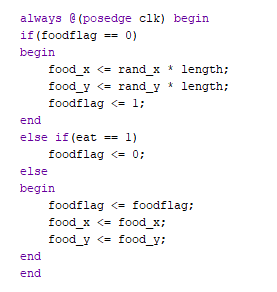 always @(posedge clk) begin
if(foodflag == 0)
begin
    food_x <= rand_x * length;
    food_y <= rand_y * length;
    foodflag <= 1;
end
else if(eat == 1)
    foodflag <= 0;
else
begin
    foodflag <= foodflag;
    food_x <= food_x;
    food_y <= food_y;
end
end